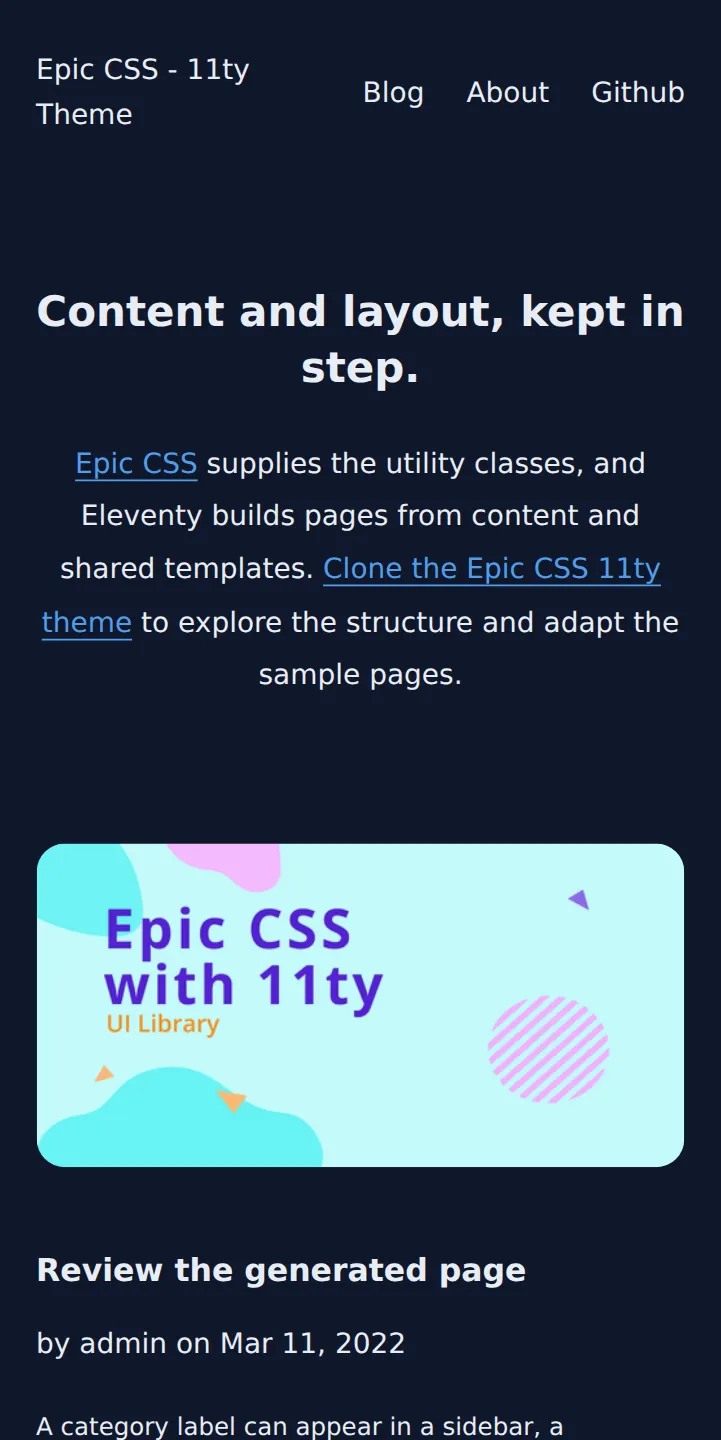 Epic CSS - 11ty
Theme
Blog
About
Github
Content and layout, kept in
step.
Epic CSS supplies the utility classes, and
Eleventy builds pages from content and
shared templates. Clone the Epic CSS 11ty
theme to explore the structure and adapt the
sample pages.
Epic CSS
with 11ty
UI Library
Review the generated page
by admin on Mar 11, 2022
A category label can appear in a sidebar, a